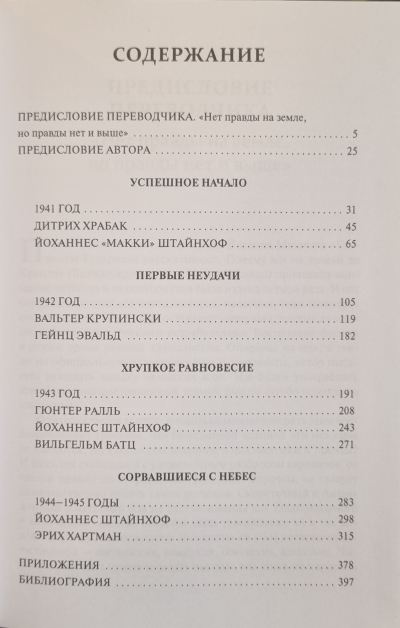 СОДЕРЖАНИЕ
ПРЕДИСЛОВИЕ ПЕРЕВОДЧИКА. «Нет правды на земле,
но правды нет и выше» 5
ПРЕДИСЛОВИЕ АВТОРА 25
УСПЕШНОЕ НАЧАЛО
1941 ГОД 31
ДИТРИХ ХРАБАК 45
ЙОХАННЕС «МАККИ» ШТАЙНХОФ 65
ПЕРВЫЕ НЕУДАЧИ
1942 ГОД 105
ВАЛЬТЕР КРУПИНСКИ 119
ГЕЙНЦ ЭВАЛЬД 182
ХРУПКОЕ РАВНОВЕСИЕ
1943 ГОД 191
ГЮНТЕР РАЛЛЬ 208
ЙОХАННЕС ШТАЙНХОФ 243
ВИЛЬГЕЛЬМ БАТЦ 271
СОРВАВШИЕСЯ С НЕБЕС
1944—1945 ГОДЫ 283
ЙОХАННЕС ШТАЙНХОФ 298
ЭРИХ ХАРТМАН 315
ПРИЛОЖЕНИЯ 378
БИБЛИОГРАФИЯ 397